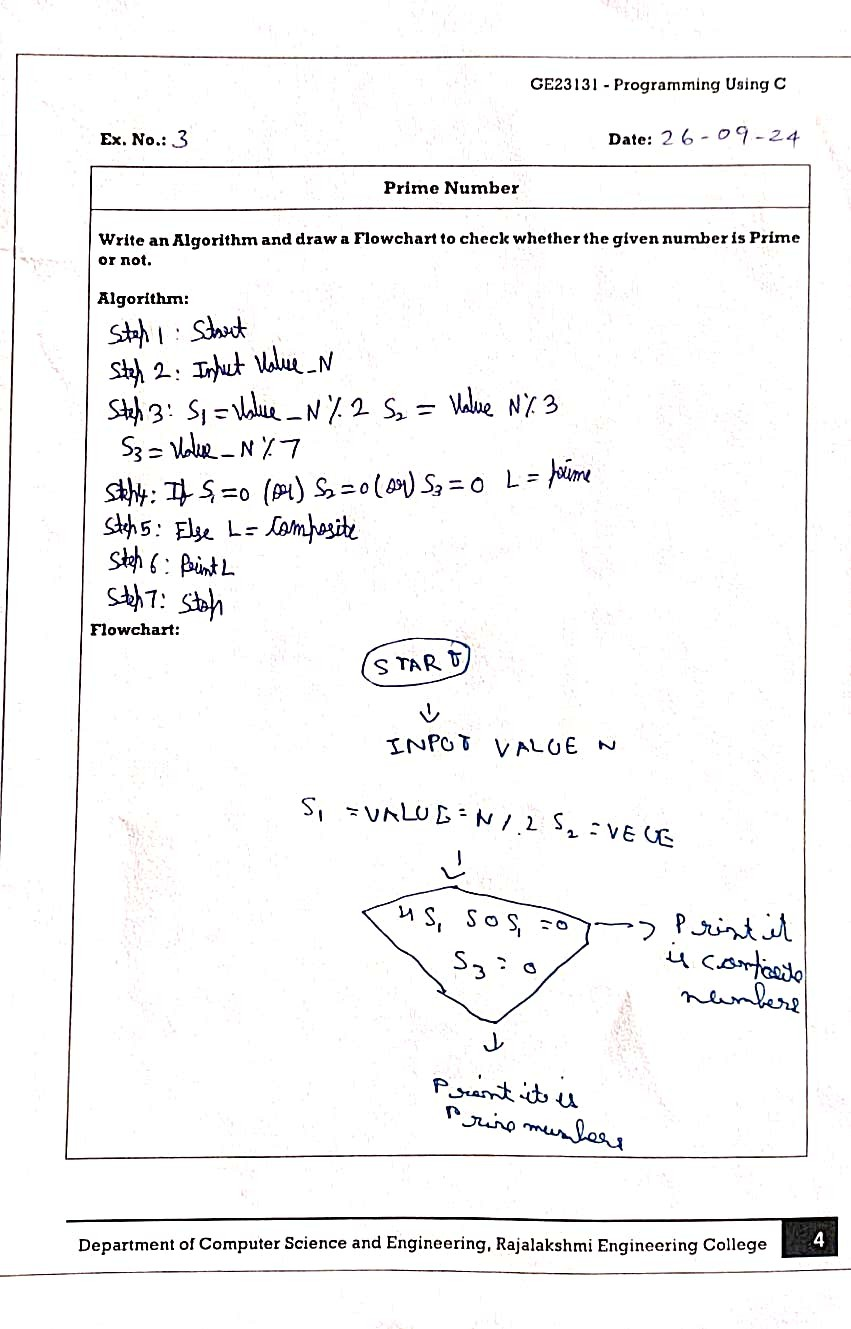 GE23131 - Programming Using C
Ex. No.: 3
Date: 26-09-24
Prime Number
Write an Algorithm and draw a Flowchart to check whether the given number is Prime
or not.
Algorithm:
Step 1 : Start
Step 2: Input Value_N
Step 3: S1 = Value_N % 2 S2 = Value N % 3
S3 = Value_N % 7
Step 4: If S1 = 0 (or) S2 = 0 (or) S3 = 0 L = prime
Step 5: Else L = Composite
Step 6: Print L
Step 7: Stop
Flowchart:
START
↓
INPUT VALUE N
S1 = VALUE = N % 2 S2 =
↓
S1 = 0
S3 = 0
→ Print it
is composite
numbers
↓
Print it is
numbers
Department of Computer Science and Engineering, Rajalakshmi Engineering College
4